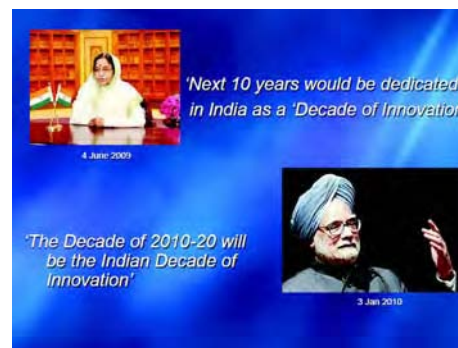 'Next 10 years would be dedicated
in India as a 'Decade of Innovation
4 June 2009
'The Decade of 2010-20 will
be the Indian Decade of
Innovation'
3 Jan 2010